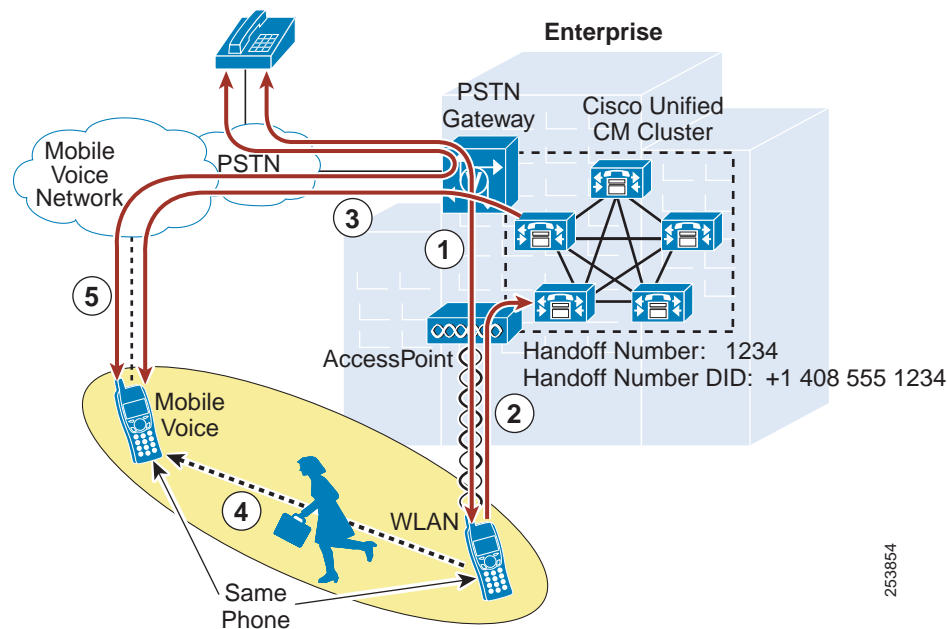 Enterprise
PSTN
Gateway
Cisco Unified
CM Cluster
Mobile
Voice
Network
PSTN
V
3
1
5
AccessPoint
Handoff Number: 1234
Handoff Number DID: +1 408 555 1234
2
Mobile
Voice
4
WLAN
Same
Phone
253854